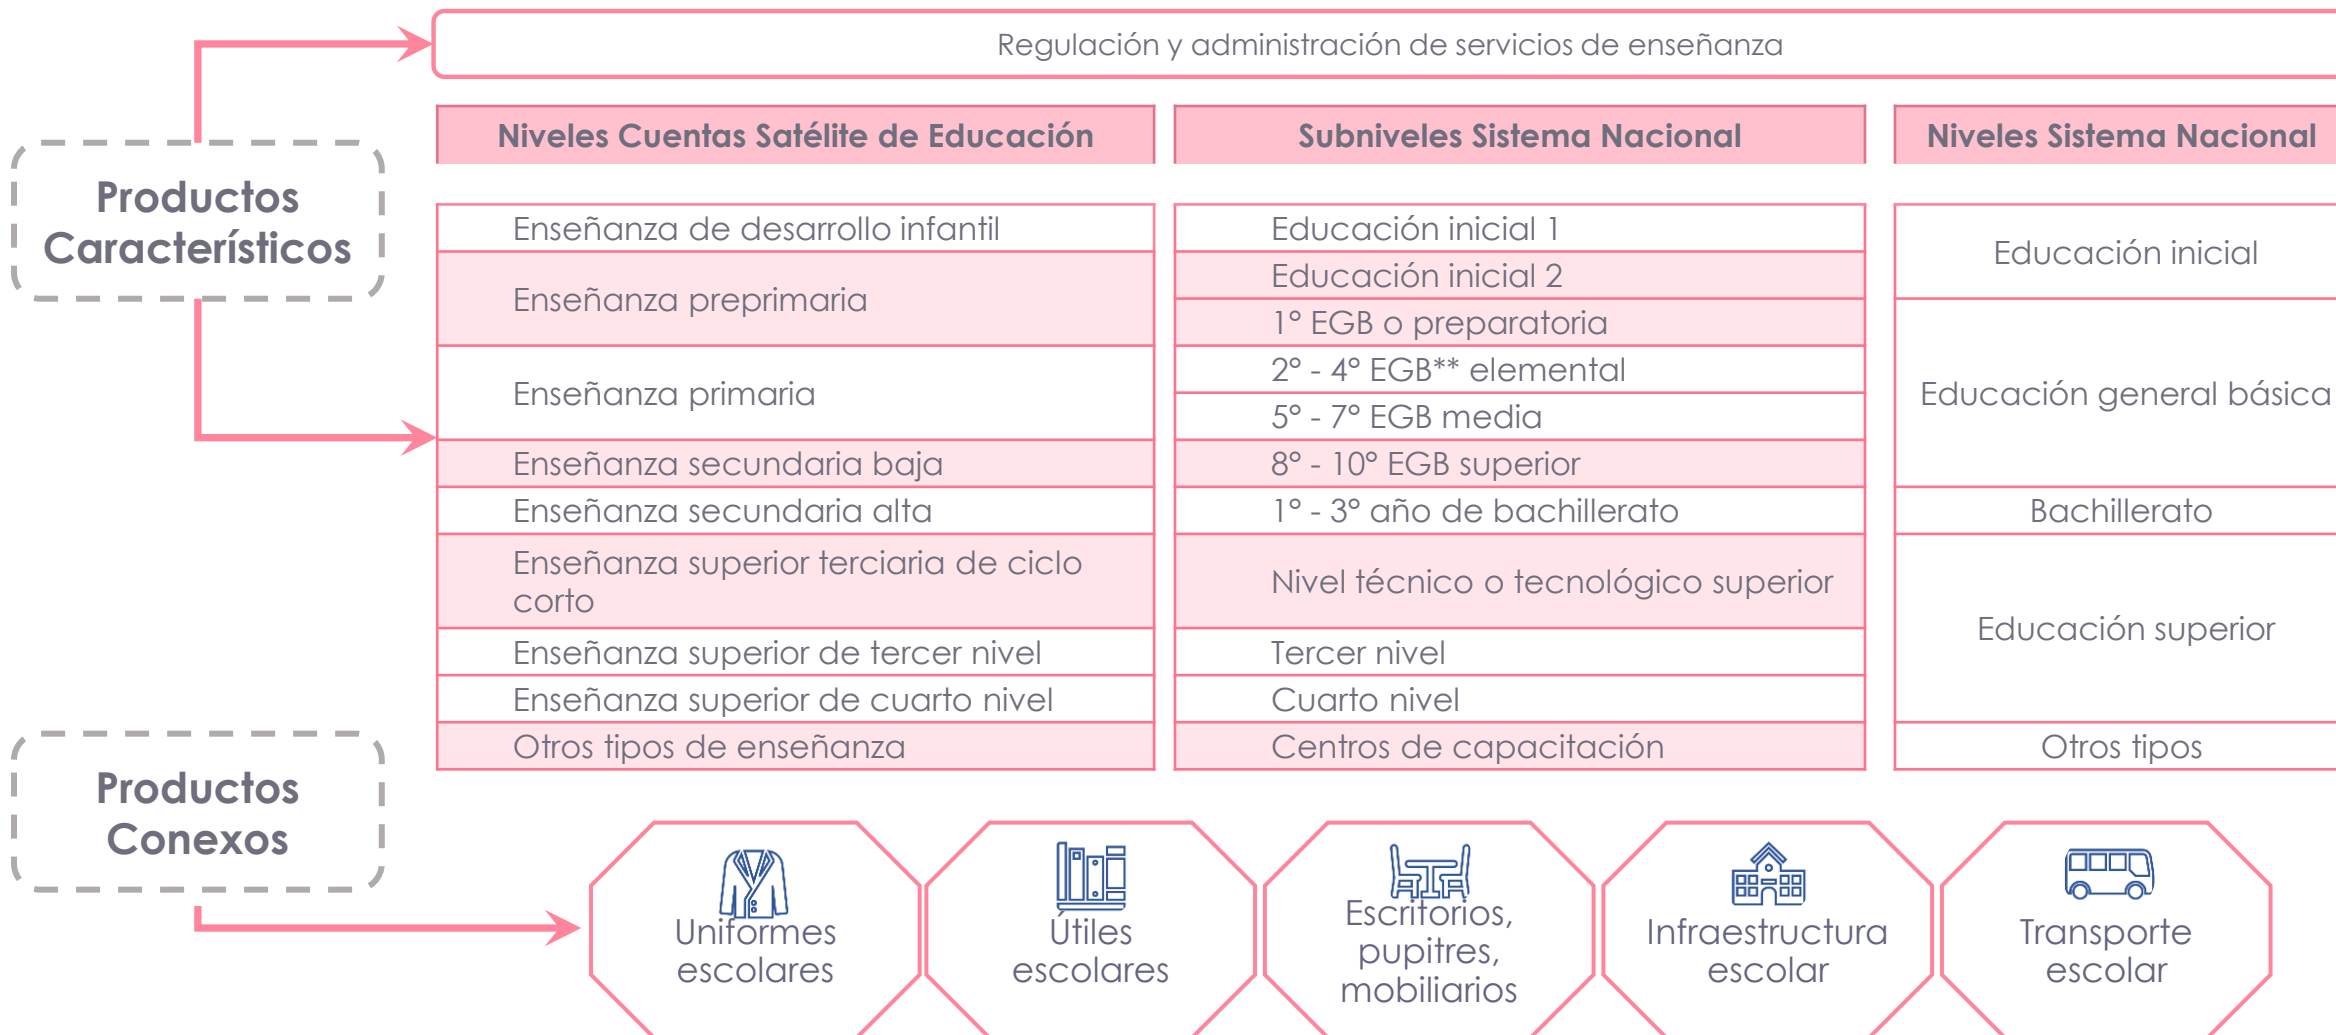 Regulación y administración de servicios de enseñanza
Productos
Característicos
Niveles Cuentas Satélite de Educación
Subniveles Sistema Nacional
Niveles Sistema Nacional
Enseñanza de desarrollo infantil
Educación inicial 1
Educación inicial
Enseñanza preprimaria
Educación inicial 2
1° EGB o preparatoria
Educación general básica
Enseñanza primaria
2° - 4° EGB** elemental
5° - 7° EGB media
Enseñanza secundaria baja
8° - 10° EGB superior
Enseñanza secundaria alta
1° - 3° año de bachillerato
Bachillerato
Enseñanza superior terciaria de ciclo
corto
Nivel técnico o tecnológico superior
Educación superior
Enseñanza superior de tercer nivel
Tercer nivel
Enseñanza superior de cuarto nivel
Cuarto nivel
Otros tipos de enseñanza
Centros de capacitación
Otros tipos
Productos
Conexos
Uniformes
escolares
Útiles
escolares
Escritorios,
pupitres,
mobiliarios
Infraestructura
escolar
Transporte
escolar